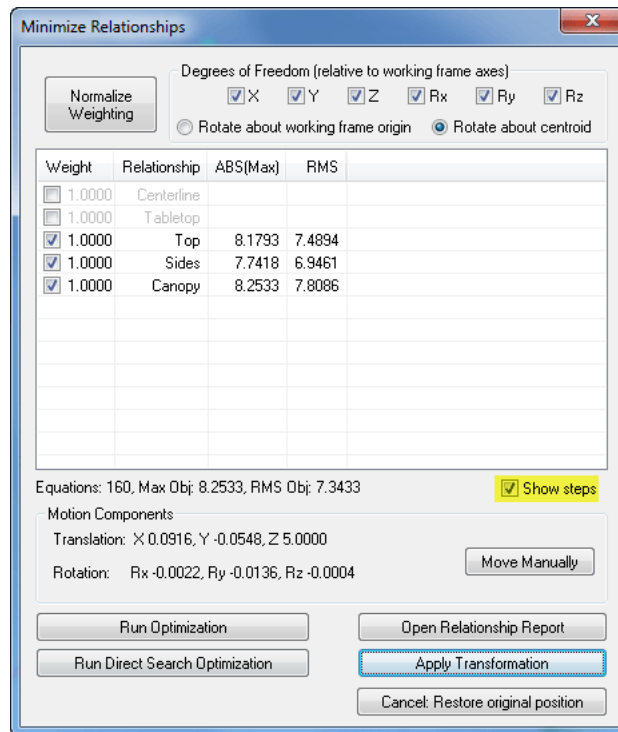 Minimize Relationships
Normalize Weighting
Degrees of Freedom (relative to working frame axes)
X Y Z Rx Ry Rz
Rotate about working frame origin Rotate about centroid
Weight Relationship ABS(Max) RMS
1.0000 Centerline
1.0000 Tabletop
1.0000 Top 8.1793 7.4894
1.0000 Sides 7.7418 6.9461
1.0000 Canopy 8.2533 7.8086
Equations: 160, Max Obj: 8.2533, RMS Obj: 7.3433
Show steps
Motion Components
Translation: X 0.0916, Y -0.0548, Z 5.0000
Rotation: Rx -0.0022, Ry -0.0136, Rz -0.0004
Move Manually
Run Optimization
Open Relationship Report
Run Direct Search Optimization
Apply Transformation
Cancel: Restore original position